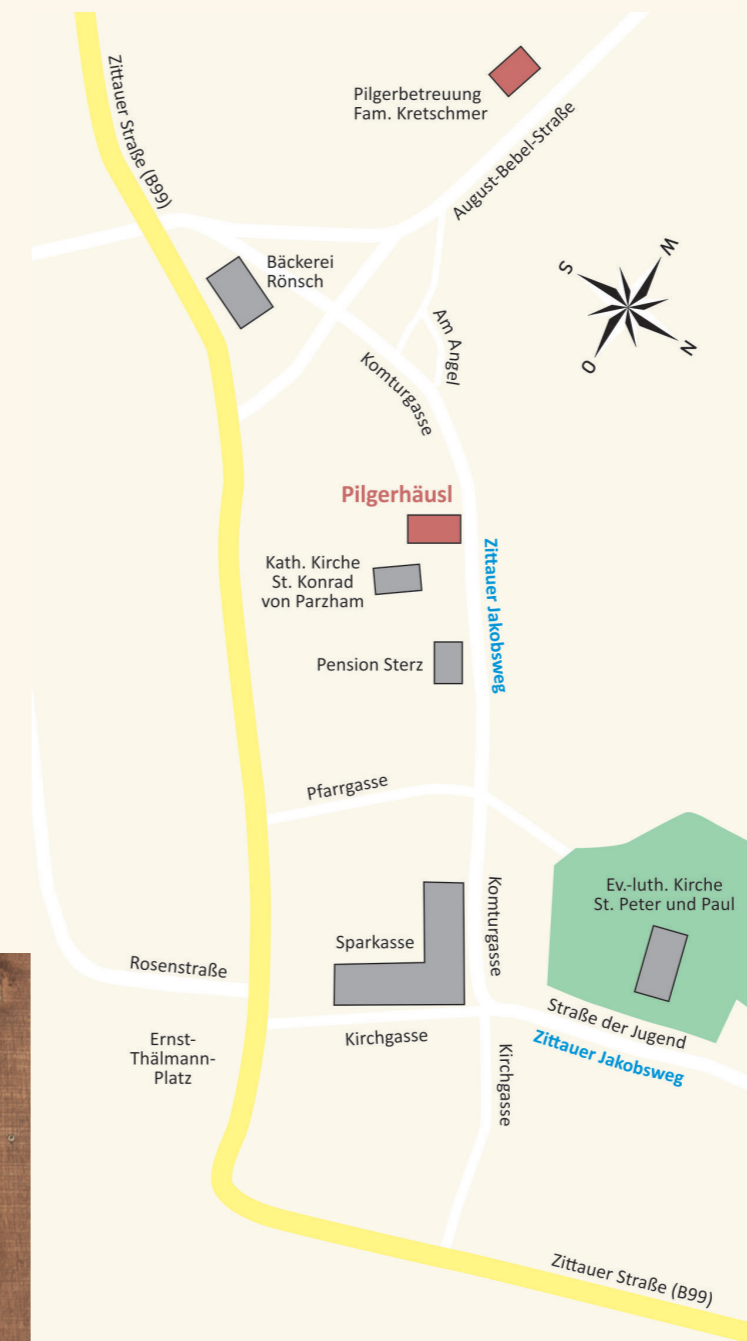 Zittauer Straße (B99)
Pilgerbetreuung
Fam. Kretschmer
August-Bebel-Straße
Bäckerei
Rönsch
S
W
O
N
Am Angel
Komturgasse
Pilgerhäusl
Kath. Kirche
St. Konrad
von Parzham
Zittauer Jakobsweg
Pension Sterz
Pfarrgasse
Ev.-luth. Kirche
St. Peter und Paul
Komturgasse
Sparkasse
Rosenstraße
Straße der Jugend
Zittauer Jakobsweg
Kirchgasse
Ernst-
Thälmann-
Platz
Kirchgasse
Zittauer Straße (B99)